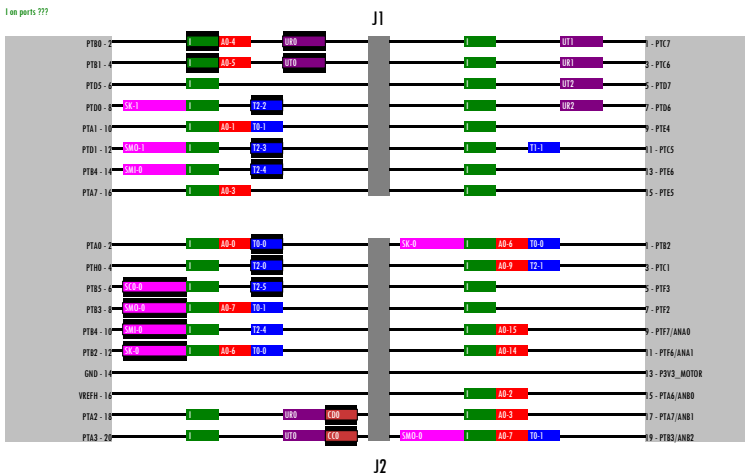 I on ports ???
J1
PTB0 - 2 I A0-4 UR0 I UT1 1 - PTC7
PTB1 - 4 I A0-5 UT0 I UR1 3 - PTC6
PTD5 - 6 I I UT2 5 - PTD7
PTD0 - 8 SK-1 I T2-2 I UR2 7 - PTD6
PTA1 - 10 I A0-1 T0-1 I 9 - PTE4
PTD1 - 12 SMO-1 I T2-3 I T1-1 11 - PTC5
PTB4 - 14 SMI-0 I T2-4 I 13 - PTE6
PTA7 - 16 I A0-3 I 15 - PTE5
PTA0 - 2 I A0-0 T0-0 SK-0 I A0-6 T0-0 1 - PTB2
PTH0 - 4 I T2-0 I A0-9 T2-1 3 - PTC1
PTB5 - 6 SC0-0 I T2-5 I 5 - PTF3
PTB3 - 8 SMO-0 I A0-7 T0-1 I 7 - PTF2
PTB4 - 10 SMI-0 I T2-4 I A0-15 9 - PTF7/ANA0
PTB2 - 12 SK-0 I A0-6 T0-0 I A0-14 11 - PTF6/ANA1
GND - 14 13 - P3V3_MOTOR
VREFH - 16 I A0-2 15 - PTA6/ANB0
PTA2 - 18 I UR0 CD0 I A0-3 17 - PTA7/ANB1
PTA3 - 20 I UT0 CC0 SMO-0 I A0-7 T0-1 19 - PTB3/ANB2
J2